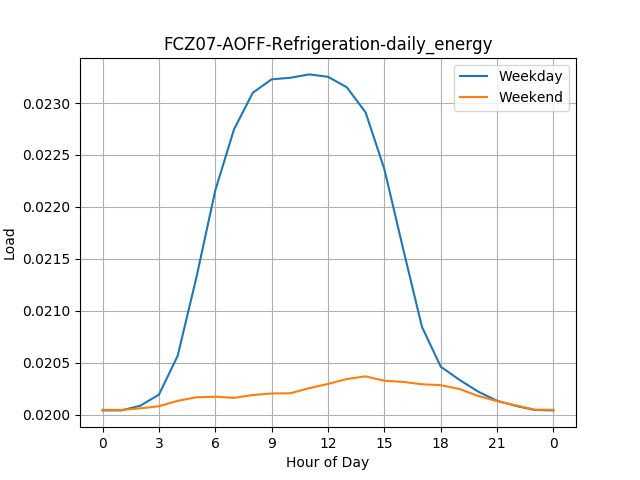 FCZ07-AOFF-Refrigeration-daily_energy
Weekday
Weekend
0.0230
0.0225
0.0220
0.0215
0.0210
0.0205
0.0200
Load
0 3 6 9 12 15 18 21 0
Hour of Day